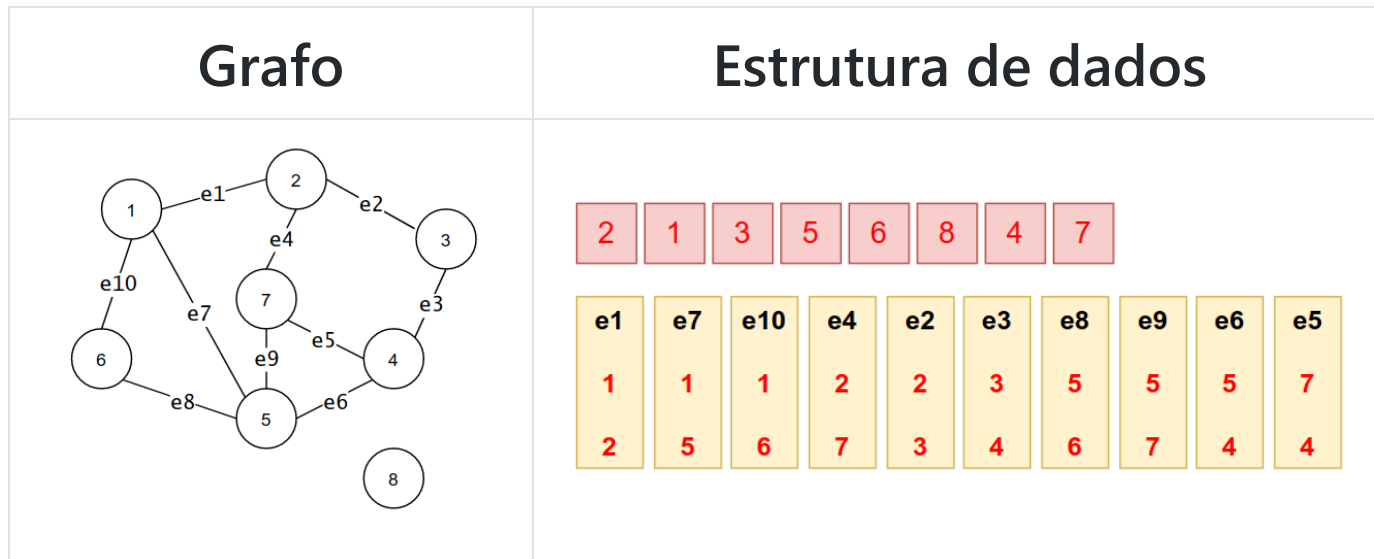 Grafo
Estrutura de dados
1
e1
2
e2
3
e4
e10
e7
7
e3
e5
6
e9
4
e8
e6
5
8
2 1 3 5 6 8 4 7
e1 e7 e10 e4 e2 e3 e8 e9 e6 e5
1 1 1 2 2 3 5 5 5 7
2 5 6 7 3 4 6 7 4 4